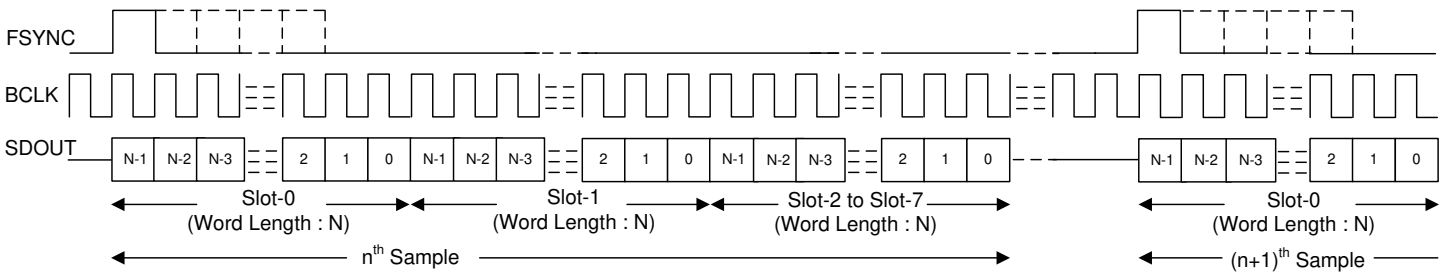 FSYNC
BCLK
SDOUT N-1 N-2 N-3 2 1 0 N-1 N-2 N-3 2 1 0 N-1 N-2 N-3 2 1 0 N-1 N-2 N-3 2 1 0
Slot-0 Slot-1 Slot-2 to Slot-7 Slot-0
(Word Length : N) (Word Length : N) (Word Length : N) (Word Length : N)
nth Sample (n+1)th Sample